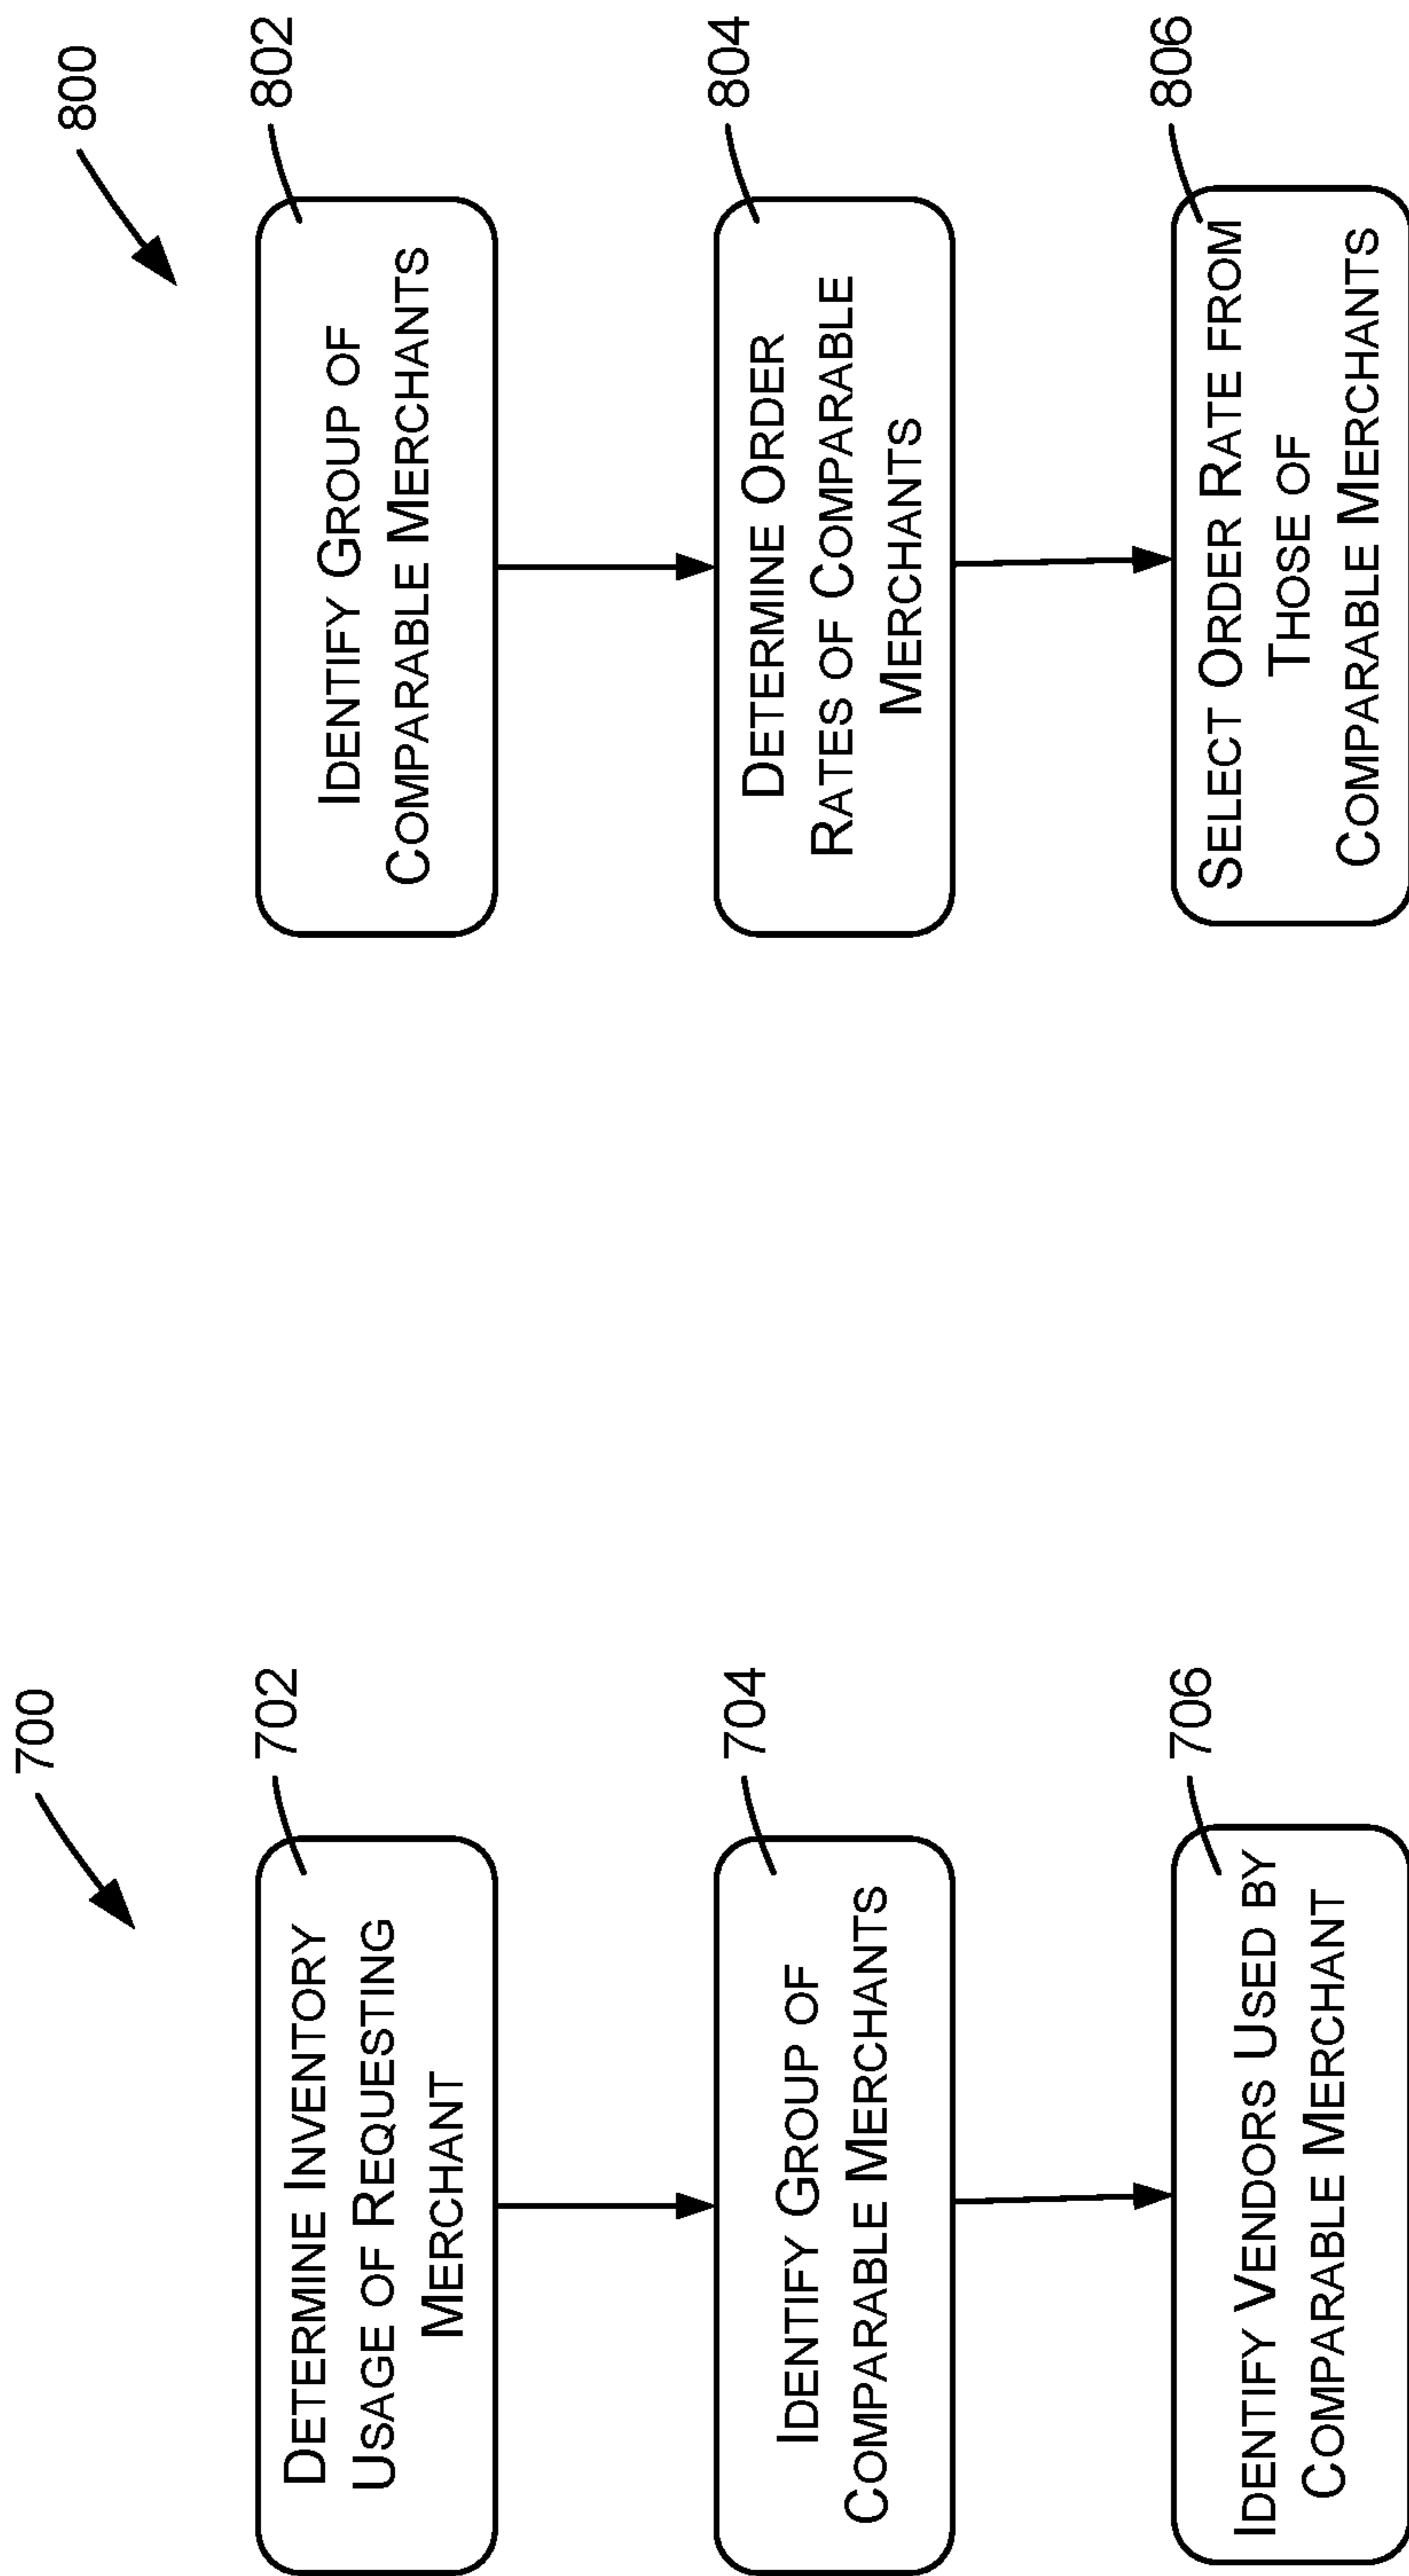 700
702
DETERMINE INVENTORY
USAGE OF REQUESTING
MERCHANT
704
IDENTIFY GROUP OF
COMPARABLE MERCHANTS
706
IDENTIFY VENDORS USED BY
COMPARABLE MERCHANT
800
802
IDENTIFY GROUP OF
COMPARABLE MERCHANTS
804
DETERMINE ORDER
RATES OF COMPARABLE
MERCHANTS
806
SELECT ORDER RATE FROM
THOSE OF
COMPARABLE MERCHANTS